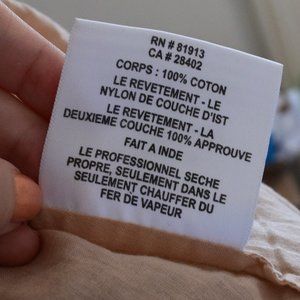 RN # 81913
CA # 28402
CORPS : 100% COTON
LE REVETEMENT - LE
NYLON DE COUCHE D'IST
LE REVETEMENT - LA
DEUXIEME COUCHE 100% APPROUVE
FAIT A INDE
LE PROFESSIONNEL SECHE
PROPRE, SEULEMENT DANS LE
SEULEMENT CHAUFFER DU
FER DE VAPEUR